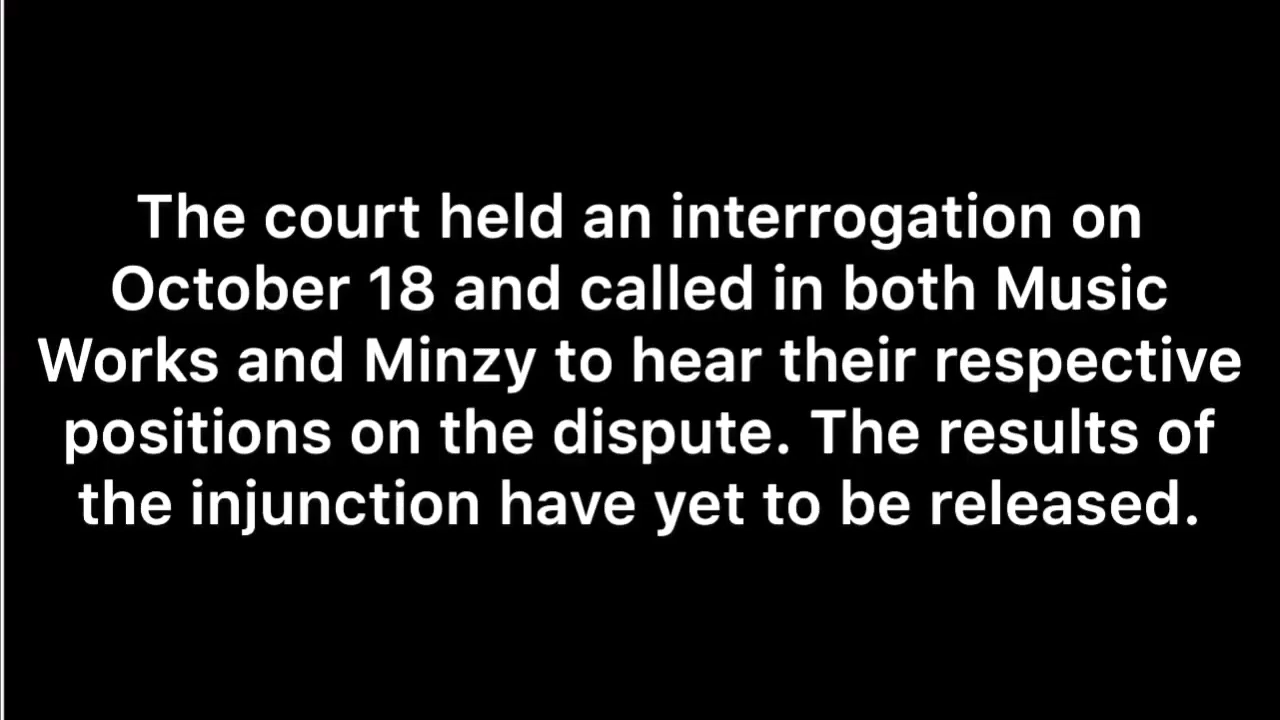 The court held an interrogation on
October 18 and called in both Music
Works and Minzy to hear their respective
positions on the dispute. The results of
the injunction have yet to be released.